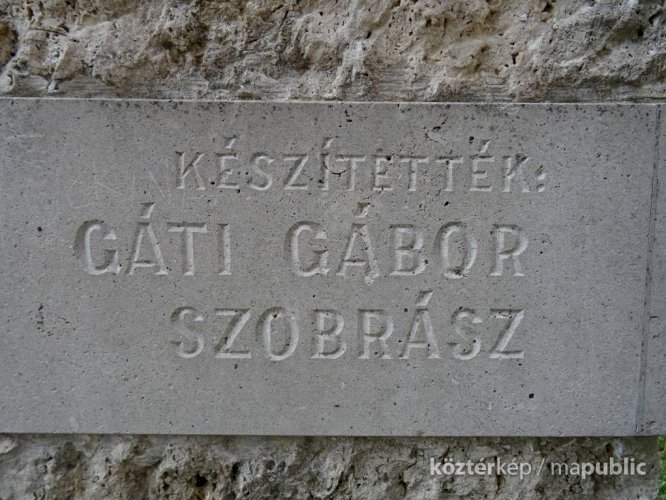 KÉSZÍTETTÉK:
GÁTI GÁBOR
SZOBRÁSZ
köztérkép / mapublic